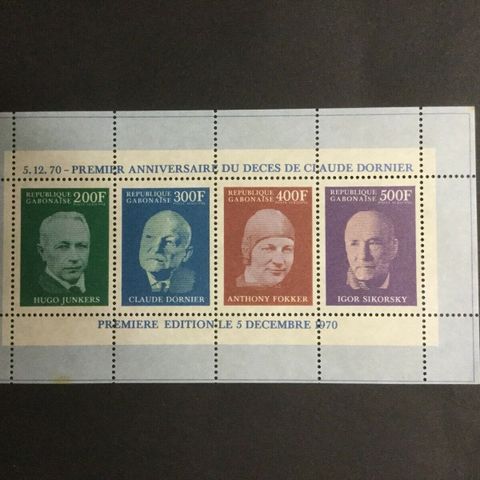 5.12.70 - PREMIER ANNIVERSAIRE DU DECES DE CLAUDE DORNIER
REPUBLIQUE
GABONAISE
200F
HUGO JUNKERS
REPUBLIQUE
GABONAISE
300F
CLAUDE DORNIER
REPUBLIQUE
GABONAISE
400F
ANTHONY FOKKER
REPUBLIQUE
GABONAISE
500F
IGOR SIKORSKY
PREMIERE EDITION LE 5 DECEMBRE 1970